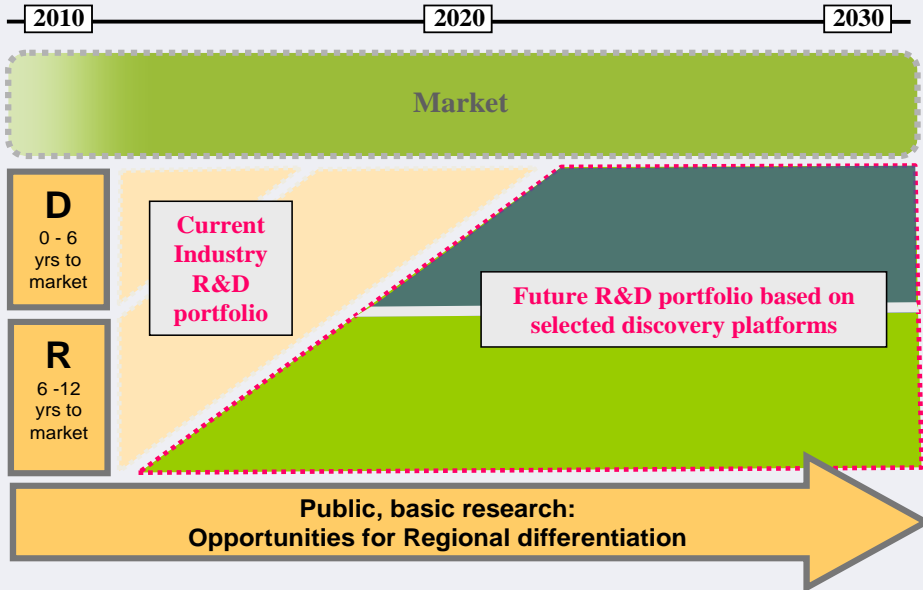 2010 2020 2030
Market
D
0 - 6
yrs to
market
Current
Industry
R&D
portfolio
Future R&D portfolio based on
selected discovery platforms
R
6 -12
yrs to
market
Public, basic research:
Opportunities for Regional differentiation